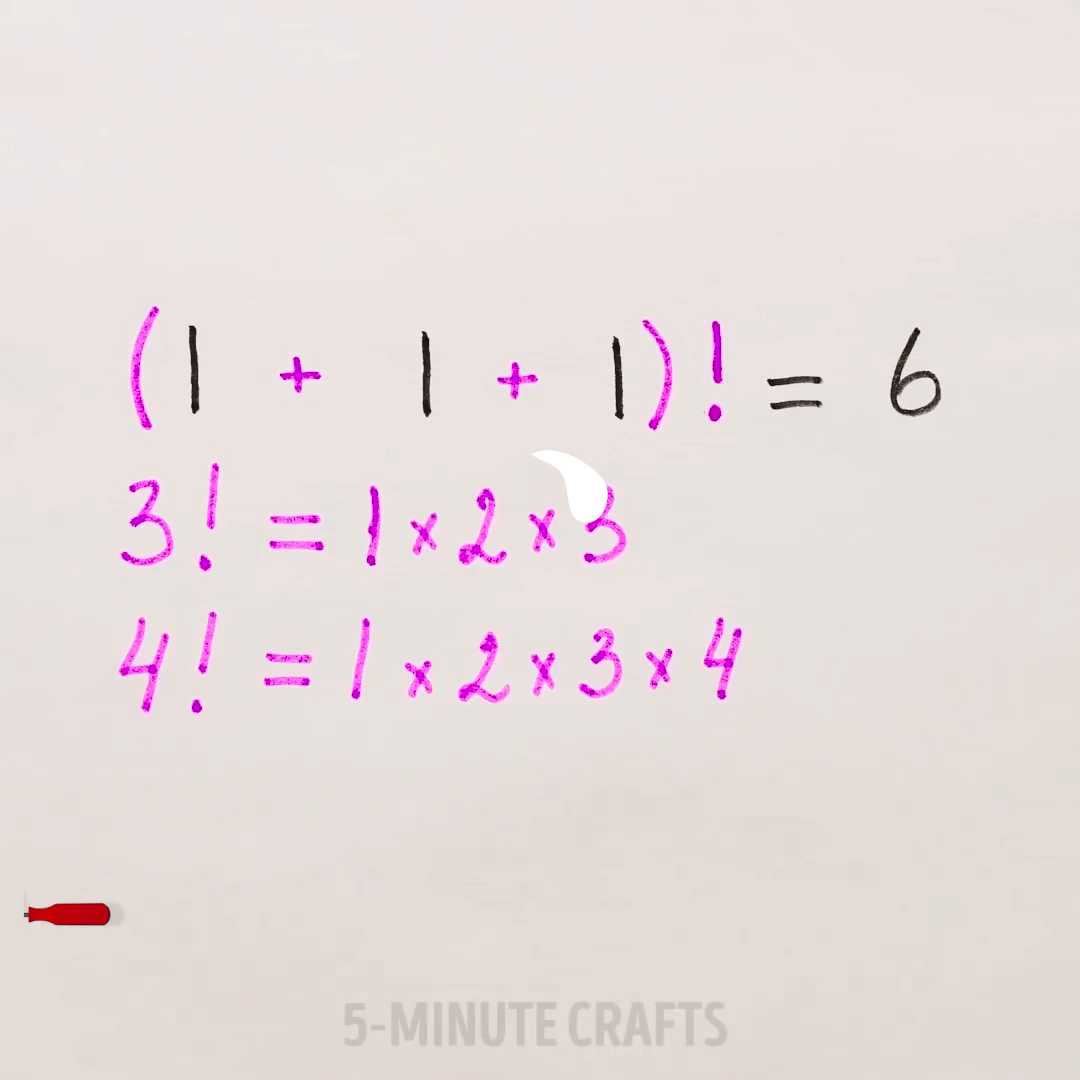 (1 + 1 + 1)! = 6
3! = 1 × 2 × 3
4! = 1 × 2 × 3 × 4
5-MINUTE CRAFTS